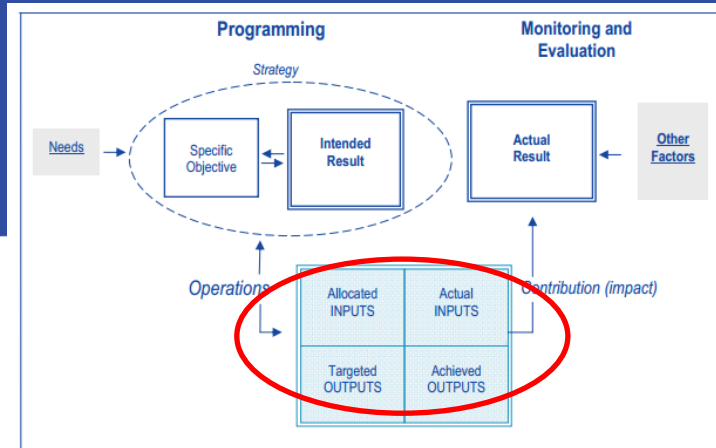 Programming
Monitoring and
Evaluation
Strategy
Needs
Specific
Objective
Intended
Result
Actual
Result
Other
Factors
Operations
Contribution (impact)
Allocated
INPUTS
Actual
INPUTS
Targeted
OUTPUTS
Achieved
OUTPUTS